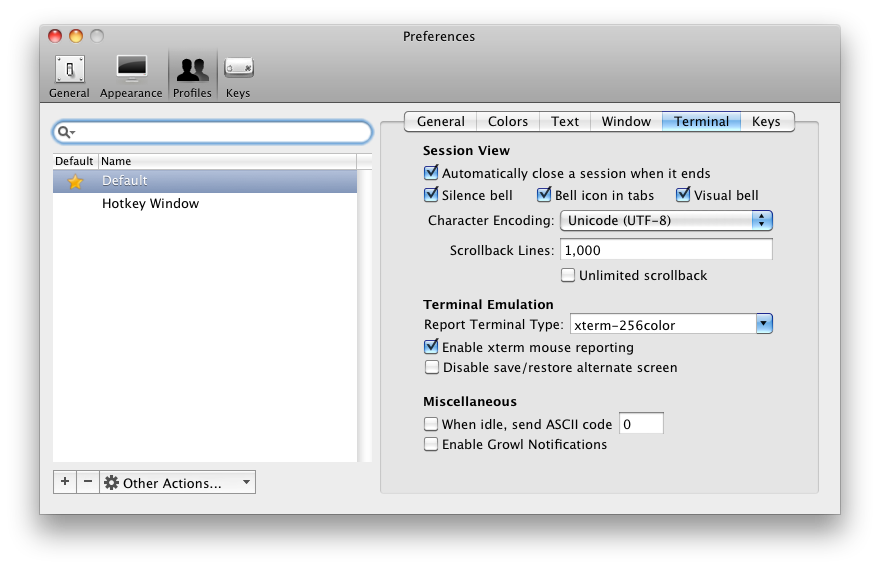 Preferences
General Appearance Profiles Keys
Default Name
Default
Hotkey Window
+ − Other Actions...
General Colors Text Window Terminal Keys
Session View
Automatically close a session when it ends
Silence bell Bell icon in tabs Visual bell
Character Encoding: Unicode (UTF-8)
Scrollback Lines: 1,000
Unlimited scrollback
Terminal Emulation
Report Terminal Type: xterm-256color
Enable xterm mouse reporting
Disable save/restore alternate screen
Miscellaneous
When idle, send ASCII code 0
Enable Growl Notifications